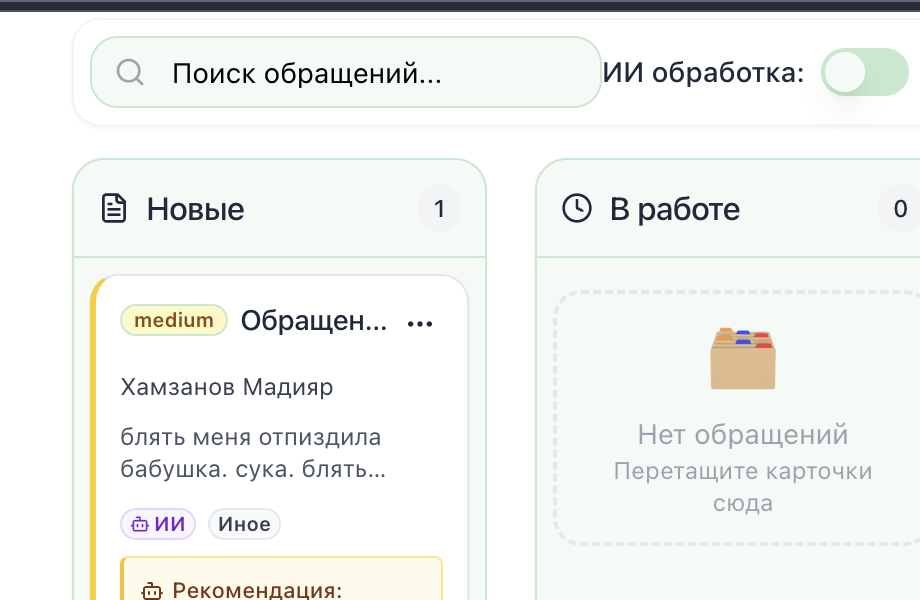 Поиск обращений...
ИИ обработка:
Новые
1
medium
Обращен...
Хамзанов Мадияр
блять меня отпиздила
бабушка. сука. блять...
ИИ
Иное
Рекомендация:
В работе
0
Нет обращений
Перетащите карточки
сюда